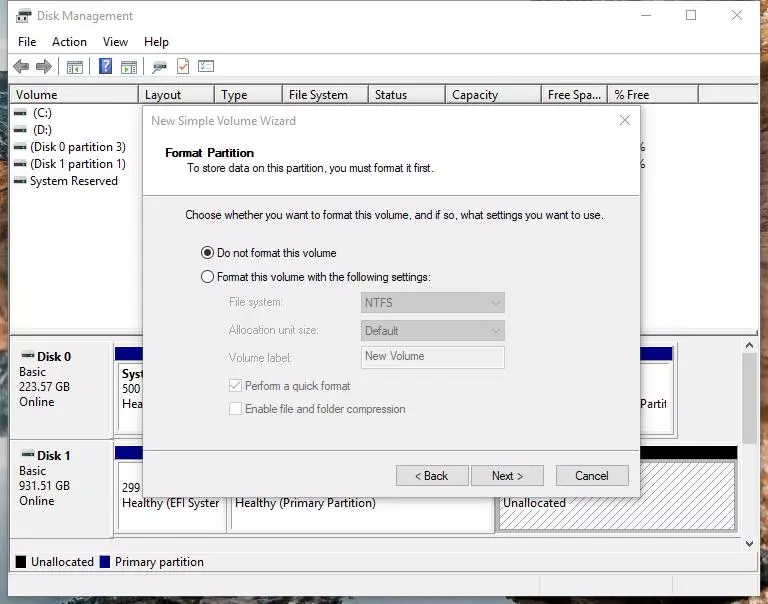 Disk Management
File Action View Help
Volume Layout Type File System Status Capacity Free Spa... % Free
(C:)
(D:)
(Disk 0 partition 3)
(Disk 1 partition 1)
System Reserved
%
%
New Simple Volume Wizard
Format Partition
To store data on this partition, you must format it first.
Choose whether you want to format this volume, and if so, what settings you want to use.
Do not format this volume
Format this volume with the following settings:
File system: NTFS
Allocation unit size: Default
Volume label: New Volume
Perform a quick format
Enable file and folder compression
< Back Next > Cancel
Disk 0
Basic
223.57 GB
Online
Syst
500
Hea
Partit
Disk 1
Basic
931.51 GB
Online
299
Healthy (EFI Syster
Healthy (Primary Partition)
Unallocated
Unallocated Primary partition